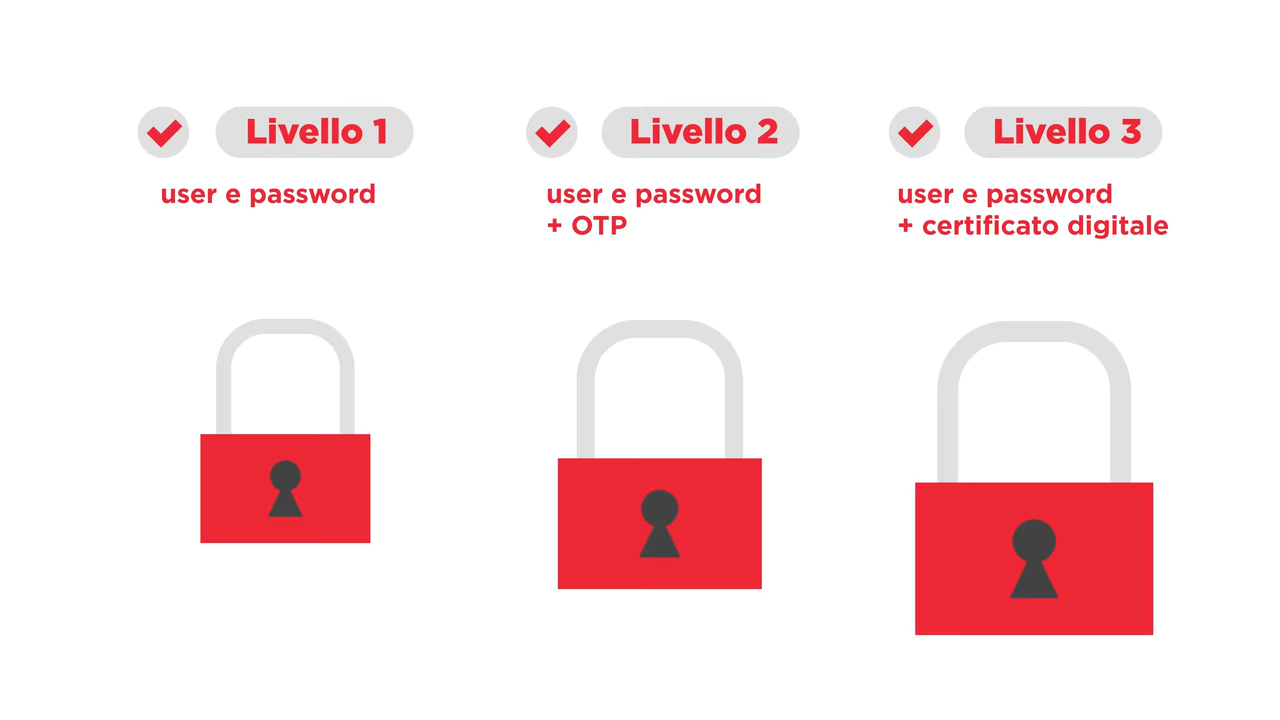 Livello 1
user e password
Livello 2
user e password
+ OTP
Livello 3
user e password
+ certificato digitale